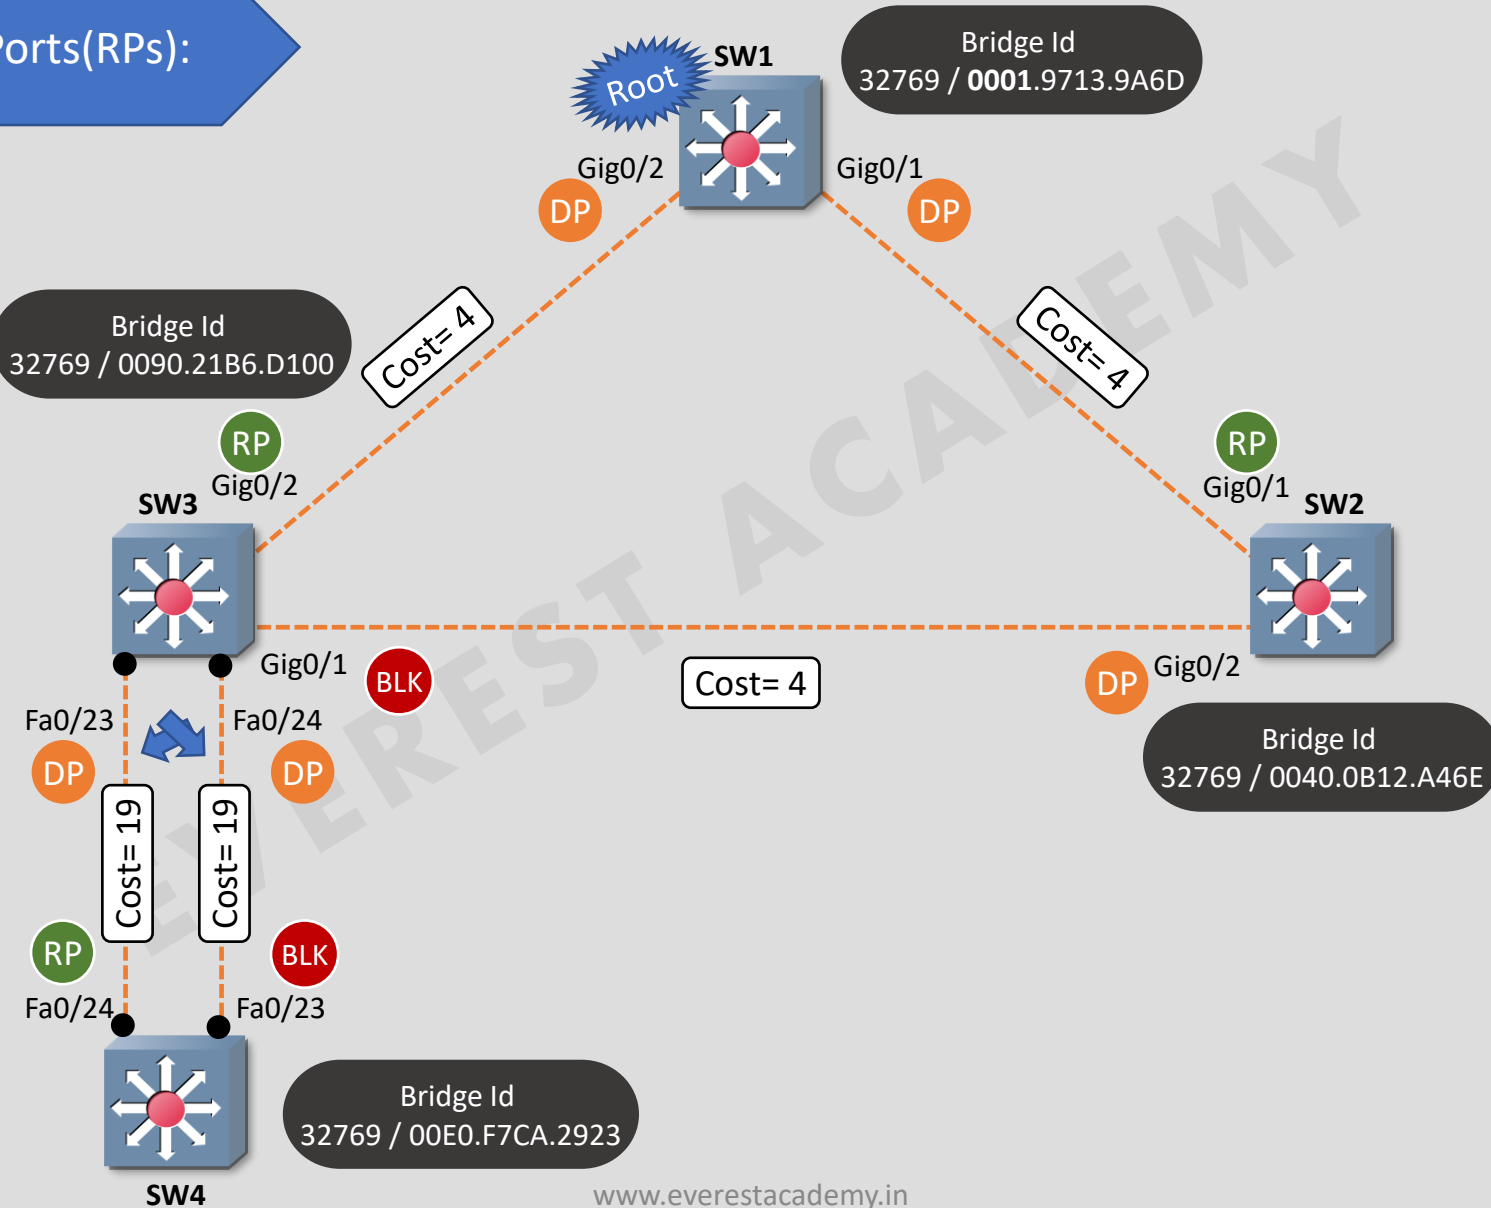 Ports(RPs):
Root
SW1
Bridge Id
32769 / 0001.9713.9A6D
Gig0/2
Gig0/1
DP
DP
Cost= 4
Cost= 4
Bridge Id
32769 / 0090.21B6.D100
RP
Gig0/2
SW3
RP
Gig0/1
SW2
Gig0/1
BLK
Cost= 4
DP
Gig0/2
Bridge Id
32769 / 0040.0B12.A46E
Fa0/23
Fa0/24
DP
DP
Cost= 19
Cost= 19
RP
BLK
Fa0/24
Fa0/23
Bridge Id
32769 / 00E0.F7CA.2923
SW4
EVEREST ACADEMY
www.everestacademy.in